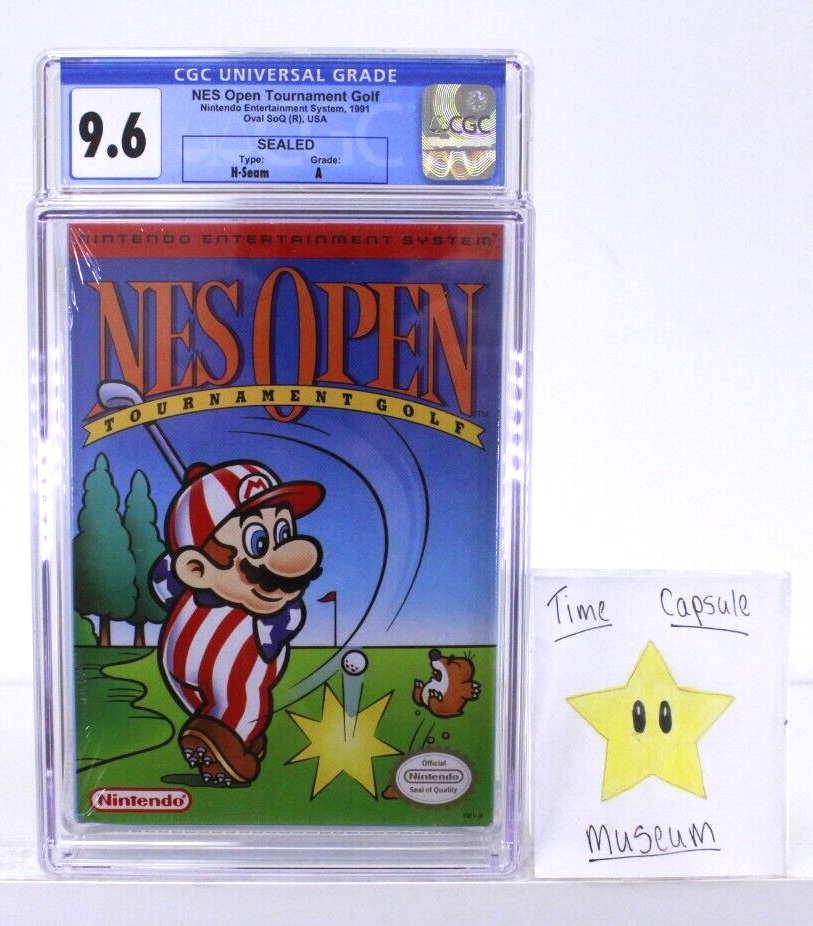 CGC UNIVERSAL GRADE
9.6
NES Open Tournament Golf
Nintendo Entertainment System, 1991
Oval SoQ (R), USA
SEALED
Type: Grade:
H-Seam A
CGC
NINTENDO ENTERTAINMENT SYSTEM®
NES OPEN
TM
TOURNAMENT GOLF
M
Official
Nintendo
Seal of Quality
Nintendo®
REV-A
Time Capsule
Museum